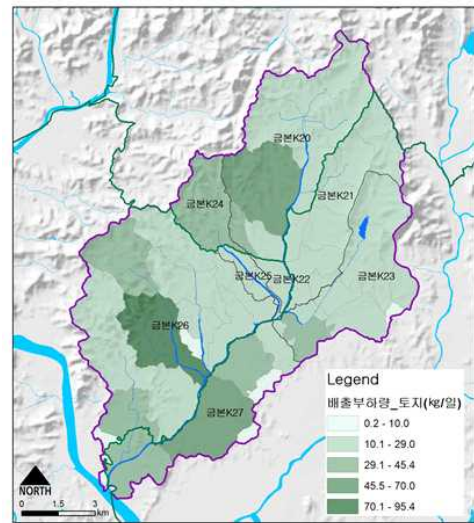 금본K20
금본K24
금본K21
금본K25
금본K22
금본K23
금본K26
금본K27
Legend
배출부하량_토지(kg/일)
0.2 - 10.0
10.1 - 29.0
29.1 - 45.4
45.5 - 70.0
70.1 - 95.4
NORTH
0 1.5 3
km